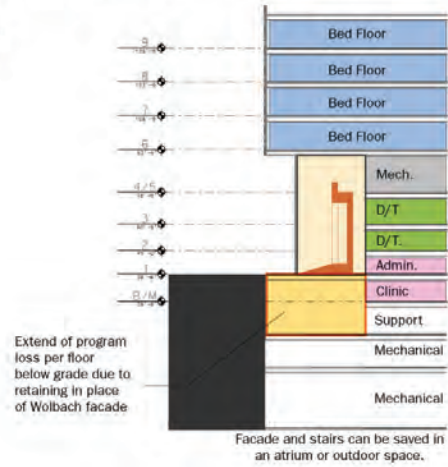 9
Bed Floor
8
Bed Floor
7
Bed Floor
6
Bed Floor
Mech.
4/5
D/T
3
D/T.
2
Admin.
1
Clinic
B/M
Support
Mechanical
Mechanical
Extend of program
loss per floor
below grade due to
retaining in place
of Wolbach facade
Facade and stairs can be saved in
an atrium or outdoor space.